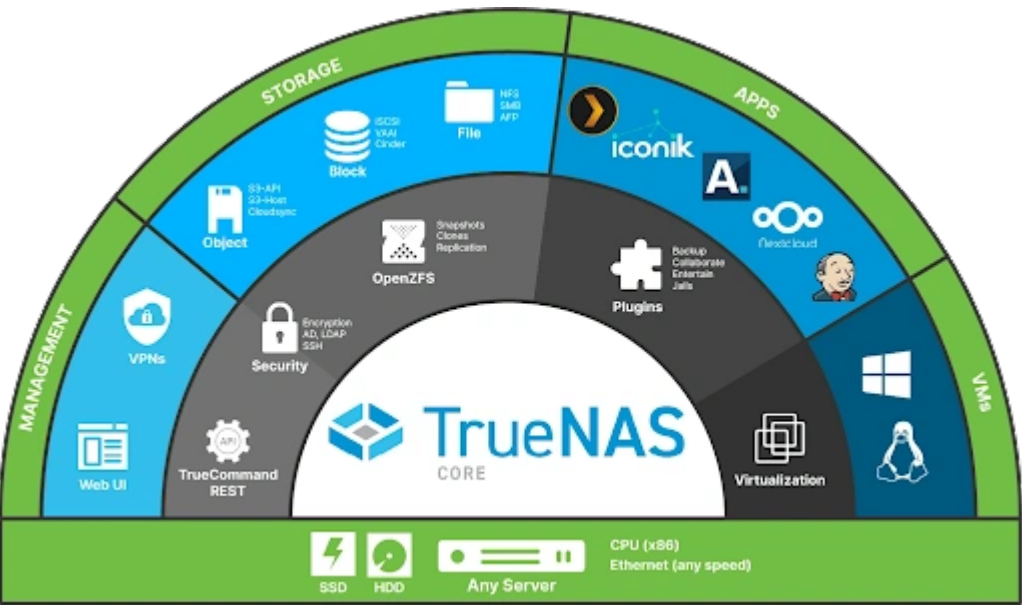 STORAGE
APPS
MANAGEMENT
VMs
File
NFS
SMB
AFP
Block
iSCSI
VAAI
Cinder
Object
S3-API
S3-Host
Cloudsync
iconik
A.
nextcloud
VPNs
Web UI
OpenZFS
Snapshots
Clones
Replication
Security
Encryption
AD, LDAP
SSH
API
TrueCommand
REST
Plugins
Backup
Collaborate
Entertain
Jails
Virtualization
TrueNAS
CORE
SSD
HDD
Any Server
CPU (x86)
Ethernet (any speed)